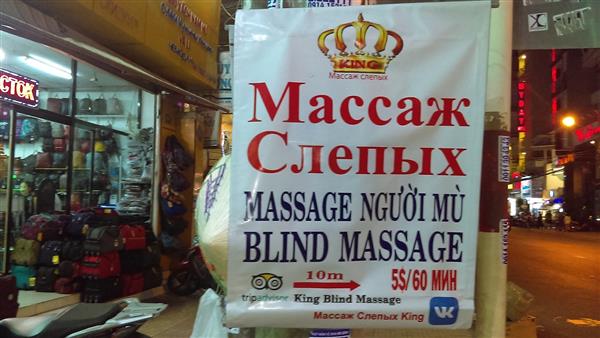 KING
Массаж слепых
Массаж
Слепых
MASSAGE NGƯỜI MÙ
BLIND MASSAGE
10m
5$/60 МИН
tripadvisor King Blind Massage
Массаж Слепых King
СТОК